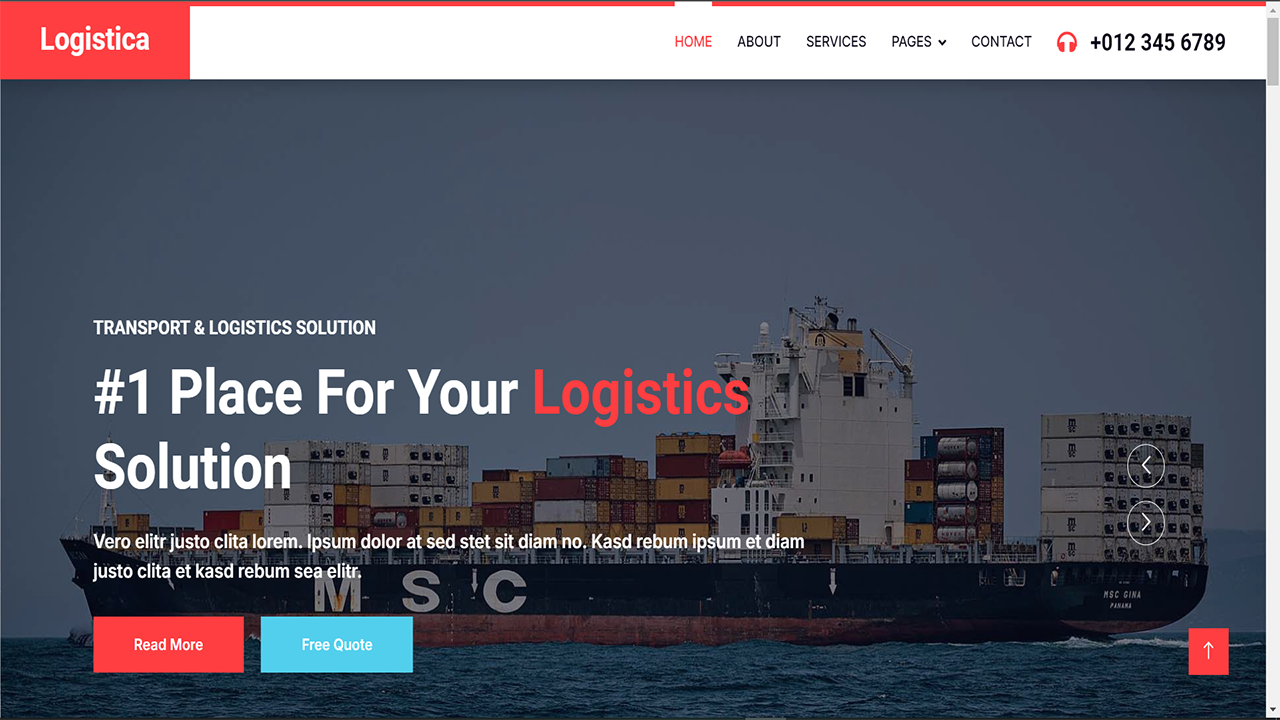 Logistica
HOME ABOUT SERVICES PAGES CONTACT +012 345 6789
TRANSPORT & LOGISTICS SOLUTION
#1 Place For Your Logistics
Solution
Vero elitr justo clita lorem. Ipsum dolor at sed stet sit diam no. Kasd rebum ipsum et diam
justo clita et kasd rebum sea elitr.
M S C
MSC GINA
PANAMA
Read More Free Quote